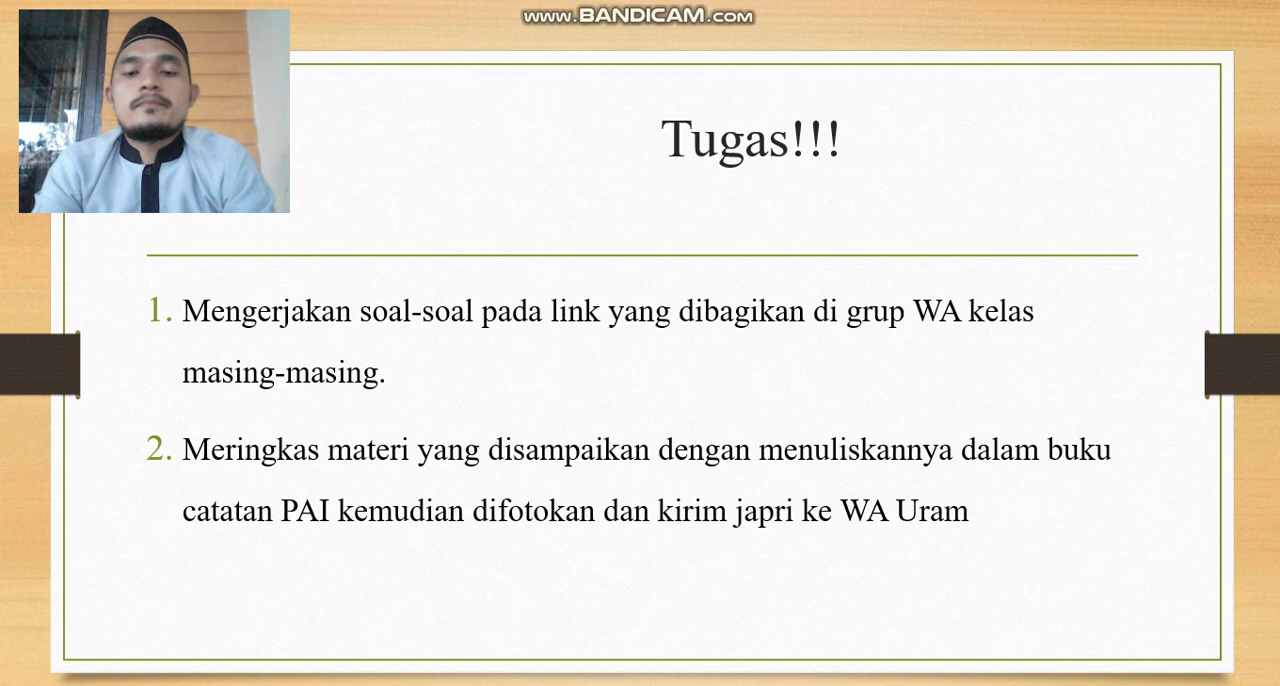 www.BANDICAM.com
Tugas!!!
1. Mengerjakan soal-soal pada link yang dibagikan di grup WA kelas
masing-masing.
2. Meringkas materi yang disampaikan dengan menuliskannya dalam buku
catatan PAI kemudian difotokan dan kirim japri ke WA Uram